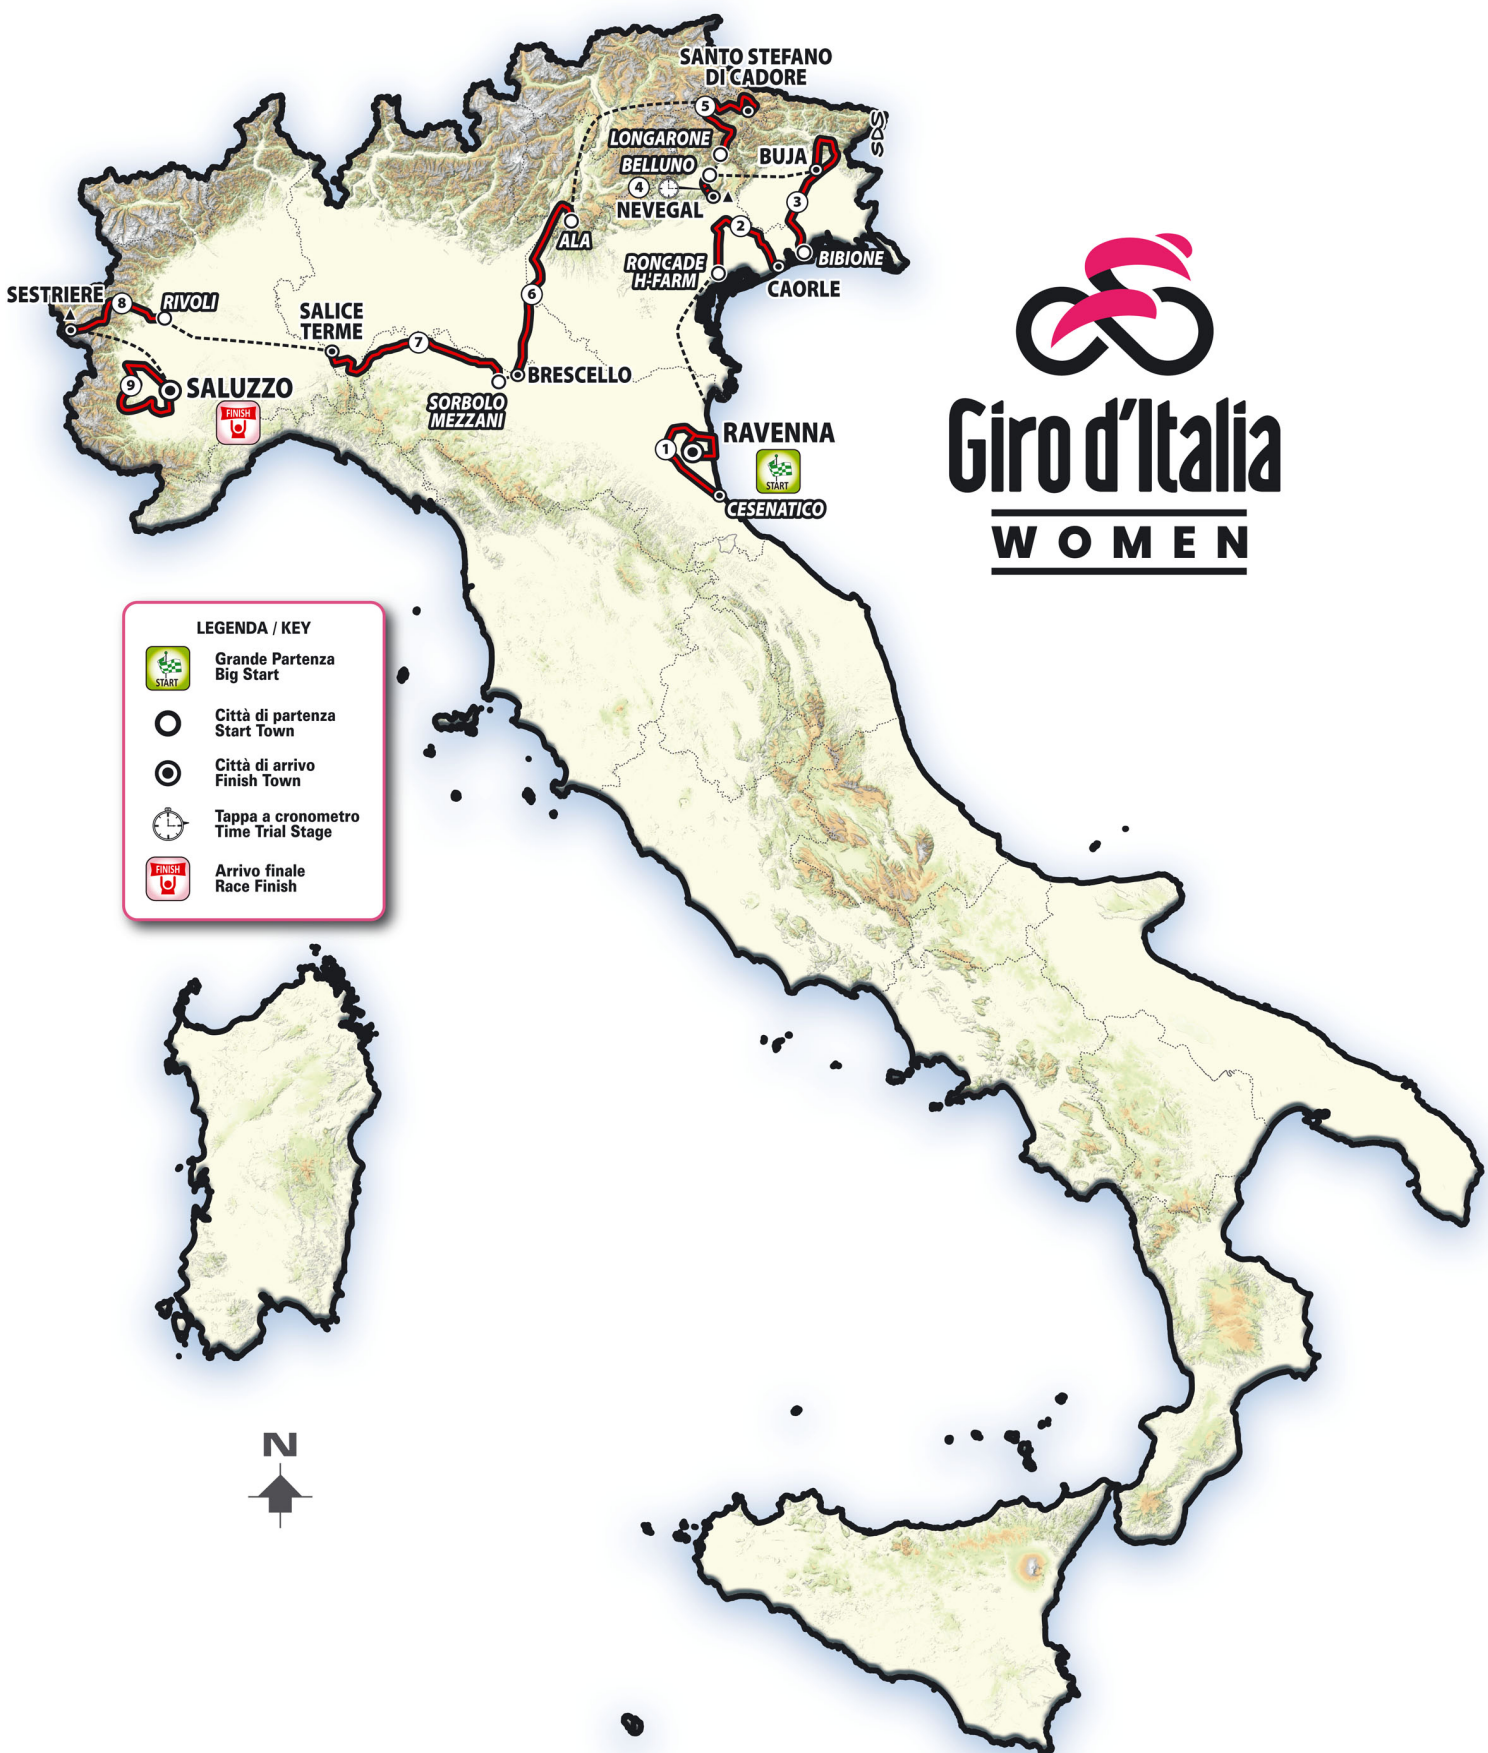 SANTO STEFANO
DI CADORE
5
LONGARONE
BELLUNO
BUJA
4
NEVEGAL
3
2
ALA
RONCADE
H-FARM
BIBIONE
CAORLE
SDS
SESTRIERE
8
RIVOLI
SALICE
TERME
6
7
9
SALUZZO
FINISH
BRESCELLO
SORBOLO
MEZZANI
1
RAVENNA
START
CESENATICO
Giro d'Italia
WOMEN
LEGENDA / KEY
START
Grande Partenza
Big Start
Città di partenza
Start Town
Città di arrivo
Finish Town
Tappa a cronometro
Time Trial Stage
FINISH
Arrivo finale
Race Finish
N